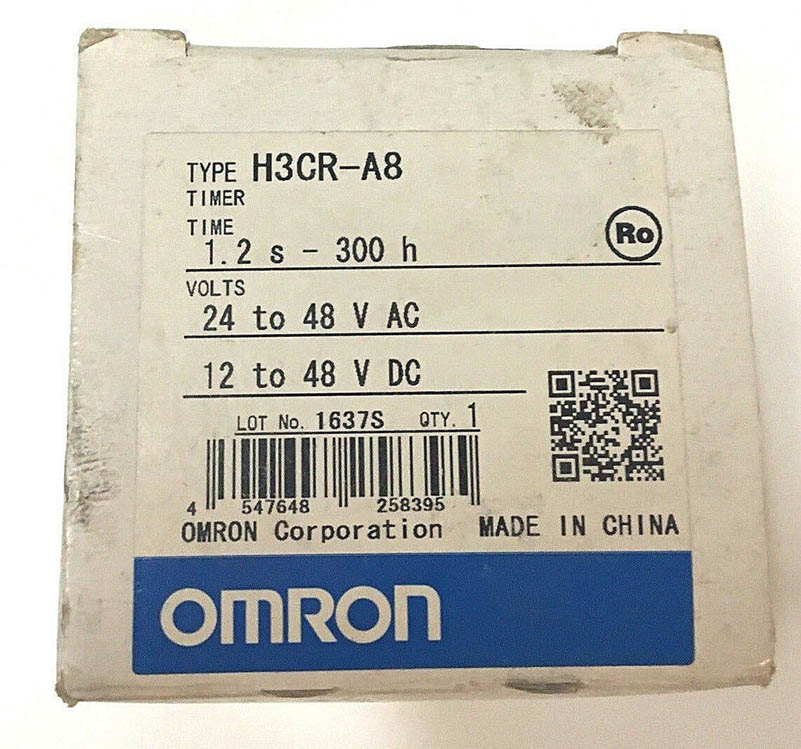 TYPE H3CR-A8
TIMER
TIME
1.2 s - 300 h
Ro
VOLTS
24 to 48 V AC
12 to 48 V DC
LOT No. 1637S QTY. 1
4 547648 258395
OMRON Corporation MADE IN CHINA
OMRON